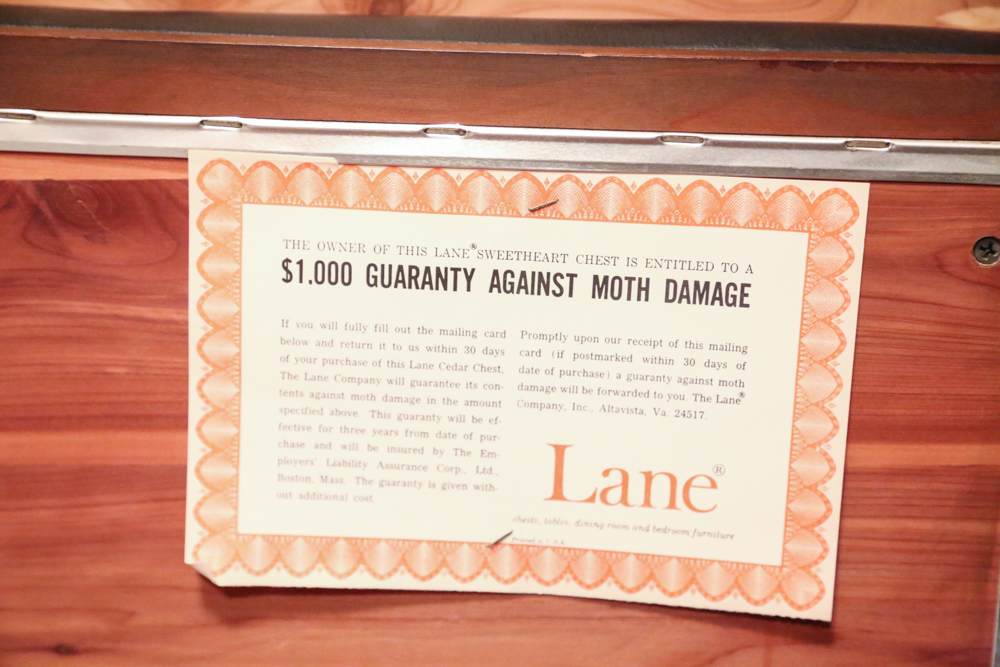 THE OWNER OF THIS LANE® SWEETHEART CHEST IS ENTITLED TO A
$1.000 GUARANTY AGAINST MOTH DAMAGE
If you will fully fill out the mailing card
below and return it to us within 30 days
of your purchase of this Lane Cedar Chest,
The Lane Company will guarantee its con-
tents against moth damage in the amount
specified above. This guaranty will be ef-
fective for three years from date of pur-
chase and will be insured by The Em-
ployers' Liability Assurance Corp., Ltd.,
Boston, Mass. The guaranty is given with-
out additional cost.
Promptly upon our receipt of this mailing
card (if postmarked within 30 days of
date of purchase) a guaranty against moth
damage will be forwarded to you. The Lane®
Company, Inc., Altavista, Va. 24517.
Lane®
chests, tables, dining room and bedroom furniture
Printed in U.S.A.